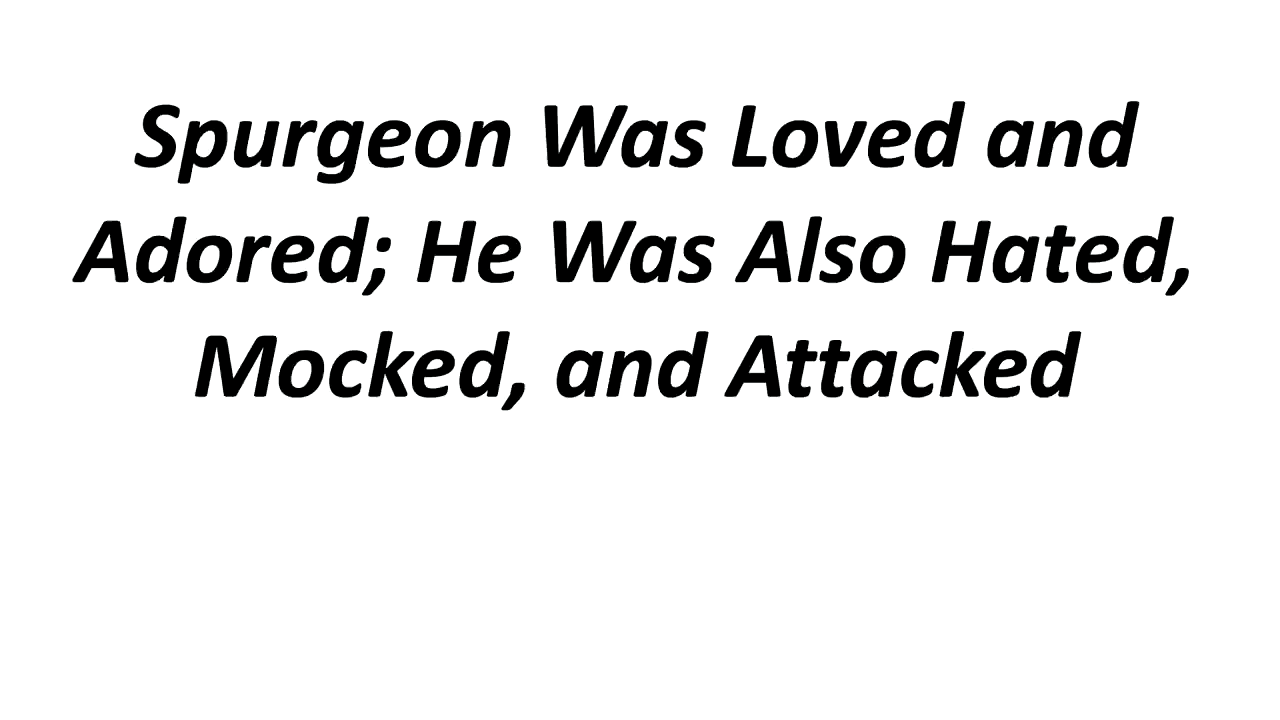 Spurgeon Was Loved and
Adored; He Was Also Hated,
Mocked, and Attacked